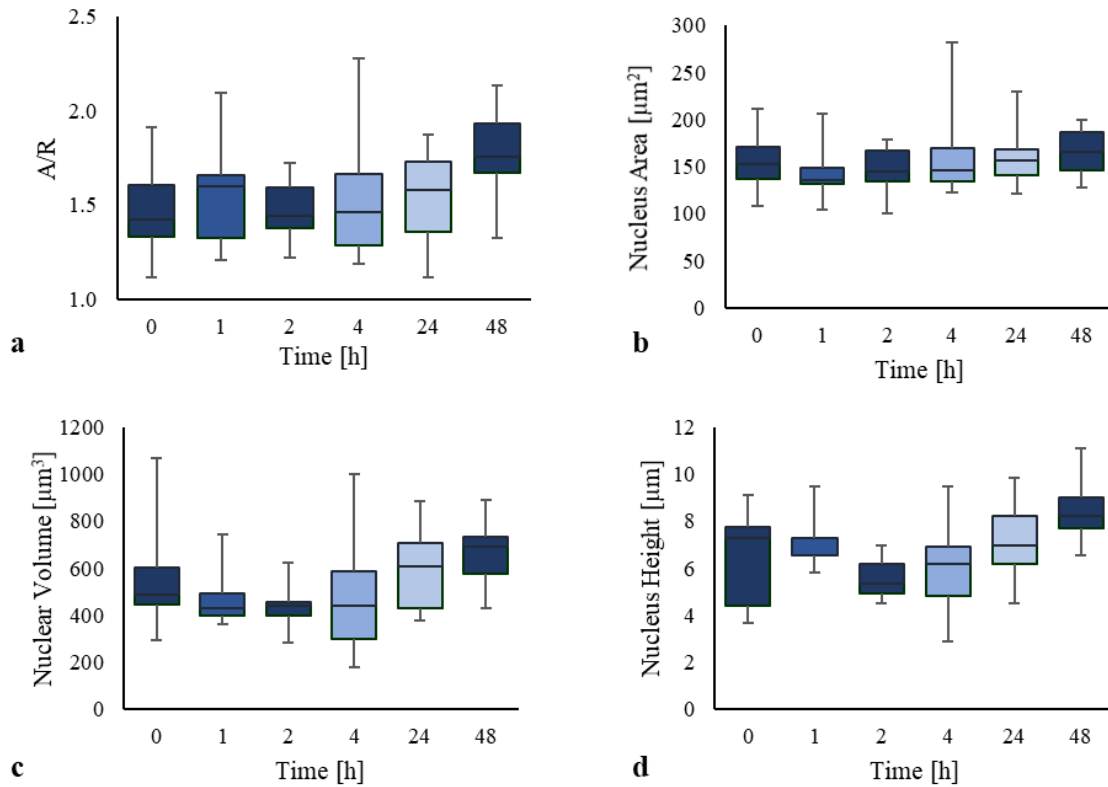 2.5
2.0
1.5
1.0
A/R
0 1 2 4 24 48
Time [h]
a
300
250
200
150
100
50
0
Nucleus Area [µm²]
0 1 2 4 24 48
Time [h]
b
1200
1000
800
600
400
200
0
Nuclear Volume [µm³]
0 1 2 4 24 48
Time [h]
c
12
10
8
6
4
2
0
Nucleus Height [µm]
0 1 2 4 24 48
Time [h]
d